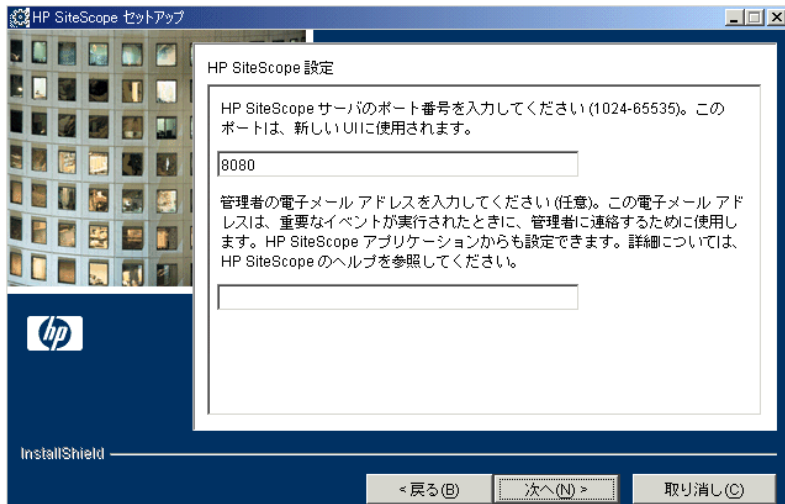 HP SiteScope セットアップ
HP SiteScope 設定
HP SiteScope サーバのポート番号を入力してください (1024-65535)。この
ポートは、新しい UIに使用されます。
8080
管理者の電子メール アドレスを入力してください (任意)。この電子メール アド
レスは、重要なイベントが実行されたときに、管理者に連絡するために使用し
ます。HP SiteScope アプリケーションからも設定できます。詳細については、
HP SiteScope のヘルプを参照してください。
hp
InstallShield
< 戻る(B)
次へ(N) >
取り消し(C)